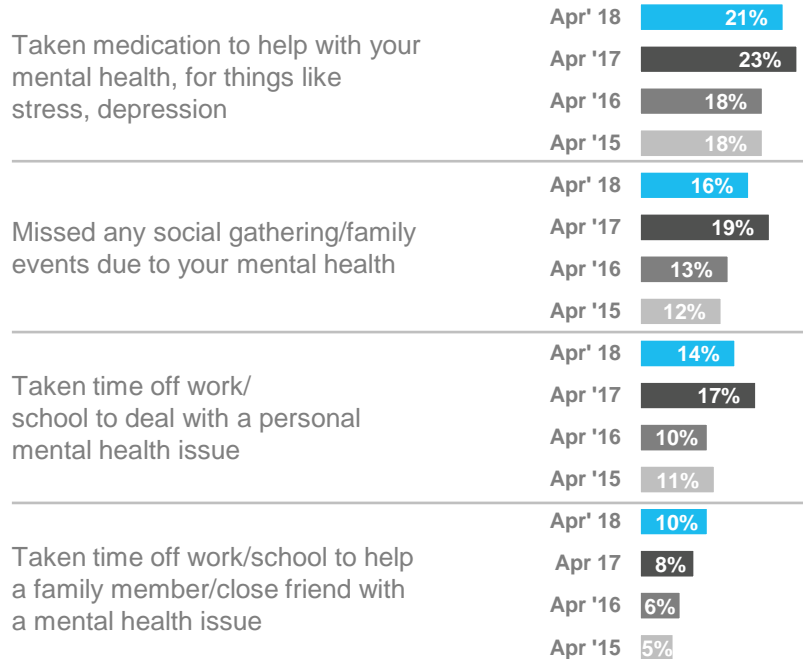 Taken medication to help with your
mental health, for things like
stress, depression
Apr' 18 21%
Apr '17 23%
Apr '16 18%
Apr '15 18%
Missed any social gathering/family
events due to your mental health
Apr' 18 16%
Apr '17 19%
Apr '16 13%
Apr '15 12%
Taken time off work/
school to deal with a personal
mental health issue
Apr' 18 14%
Apr '17 17%
Apr '16 10%
Apr '15 11%
Taken time off work/school to help
a family member/close friend with
a mental health issue
Apr' 18 10%
Apr 17 8%
Apr '16 6%
Apr '15 5%